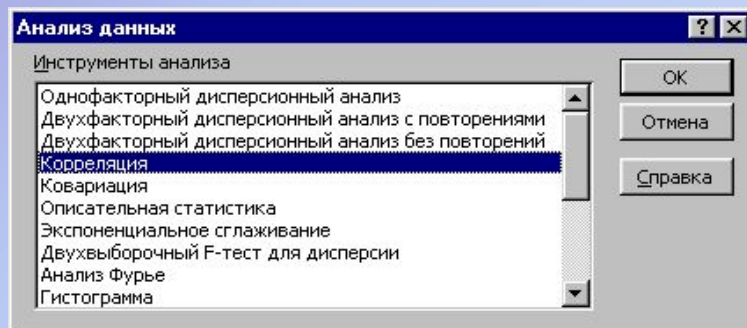 Анализ данных
Инструменты анализа
Однофакторный дисперсионный анализ
Двухфакторный дисперсионный анализ с повторениями
Двухфакторный дисперсионный анализ без повторений
Корреляция
Ковариация
Описательная статистика
Экспоненциальное сглаживание
Двухвыборочный F-тест для дисперсии
Анализ Фурье
Гистограмма
OK
Отмена
Справка